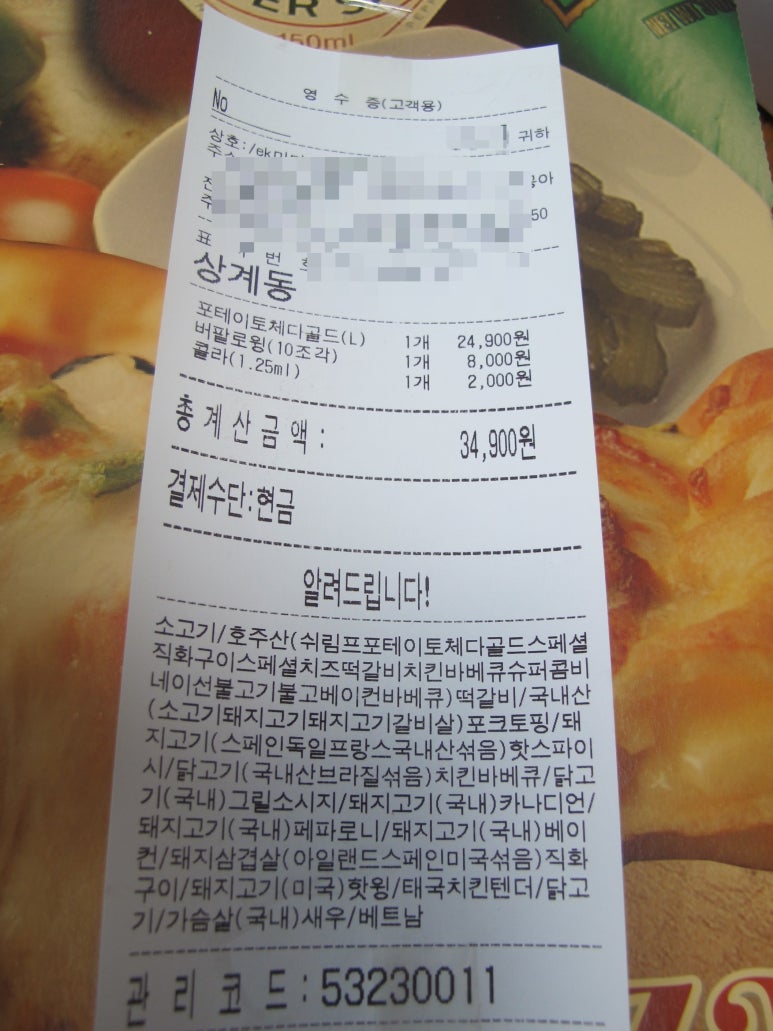 150ml
영 수 증(고객용)
No
귀하
상호:/ek미
주소
50
표 번
상계동
포테이토체다골드(L) 1개 24,900원
버팔로윙(10조각) 1개 8,000원
콜라(1.25ml) 1개 2,000원
총 계 산 금 액 : 34,900원
결제수단:현금
알려드립니다!
소고기/호주산(쉬림프포테이토체다골드스페셜
직화구이스페셜치즈떡갈비치킨바베큐슈퍼콤비
네이션불고기불고베이컨바베큐)떡갈비/국내산
(소고기돼지고기돼지고기갈비살)포크토핑/돼
지고기(스페인독일프랑스국내산섞음)핫스파이
시/닭고기(국내산브라질섞음)치킨바베큐/닭고
기(국내)그릴소시지/돼지고기(국내)카나디언/
돼지고기(국내)페파로니/돼지고기(국내)베이
컨/돼지삼겹살(아일랜드스페인미국섞음)직화
구이/돼지고기(미국)핫윙/태국치킨텐더/닭고
기/가슴살(국내)새우/베트남
관 리 코 드 : 53230011